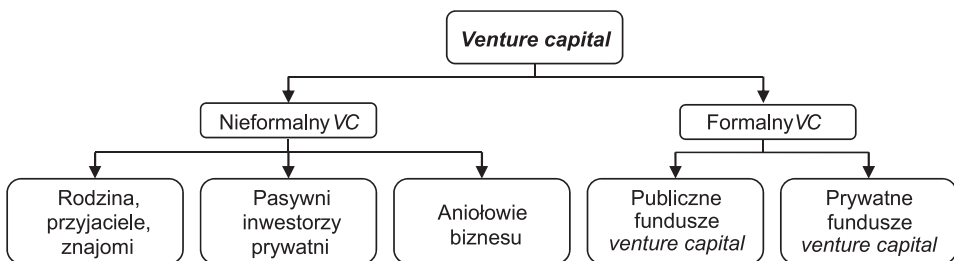 Venture capital
Nieformalny VC
Formalny VC
Rodzina,
przyjaciele,
znajomi
Pasywni
inwestorzy
prywatni
Aniołowie
biznesu
Publiczne
fundusze
venture capital
Prywatne
fundusze
venture capital